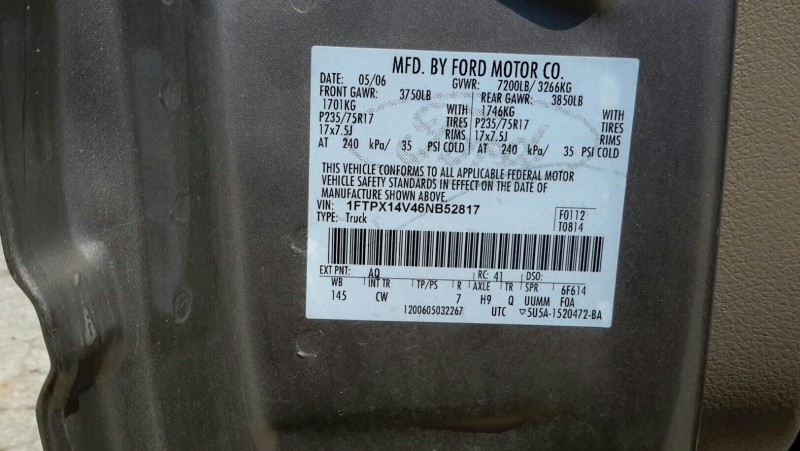 MFD. BY FORD MOTOR CO.
DATE: 05/06 GVWR: 7200LB/ 3266KG
FRONT GAWR: 3750LB REAR GAWR: 3850LB
1701KG WITH 1746KG WITH
P235/75R17 TIRES P235/75R17 TIRES
17x7.5J RIMS 17x7.5J RIMS
AT 240 kPa/ 35 PSI COLD AT 240 kPa/ 35 PSI COLD
THIS VEHICLE CONFORMS TO ALL APPLICABLE FEDERAL MOTOR
VEHICLE SAFETY STANDARDS IN EFFECT ON THE DATE OF
MANUFACTURE SHOWN ABOVE.
VIN: 1FTPX14V46NB52817 F0112
TYPE: Truck T0814
EXT PNT: AQ RC: 41 DSO:
WB INT TR TP/PS R AXLE TR SPR 6F614
145 CW 7 H9 Q UUMM FOA
1200605032267 UTC ▽5U5A-1520472-BA